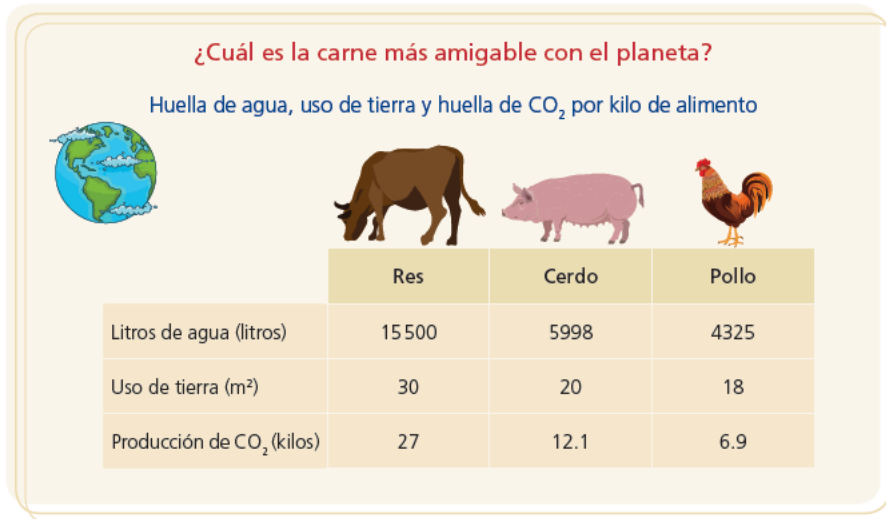 ¿Cuál es la carne más amigable con el planeta?
Huella de agua, uso de tierra y huella de CO₂ por kilo de alimento
Res Cerdo Pollo
Litros de agua (litros) 15 500 5998 4325
Uso de tierra (m²) 30 20 18
Producción de CO₂ (kilos) 27 12.1 6.9